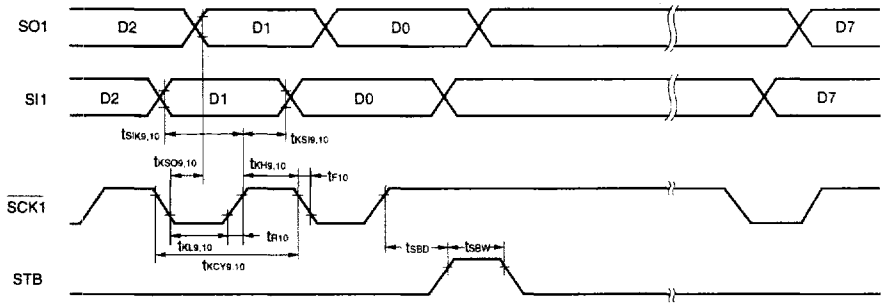 SO1 D2 D1 D0 D7
SI1 D2 D1 D0 D7
tSIK9,10 tKSI9,10
tKSO9,10 tKH9,10 tF10
SCK1
tKL9,10 tR10 tSBD tSBW
tKCY9,10
STB